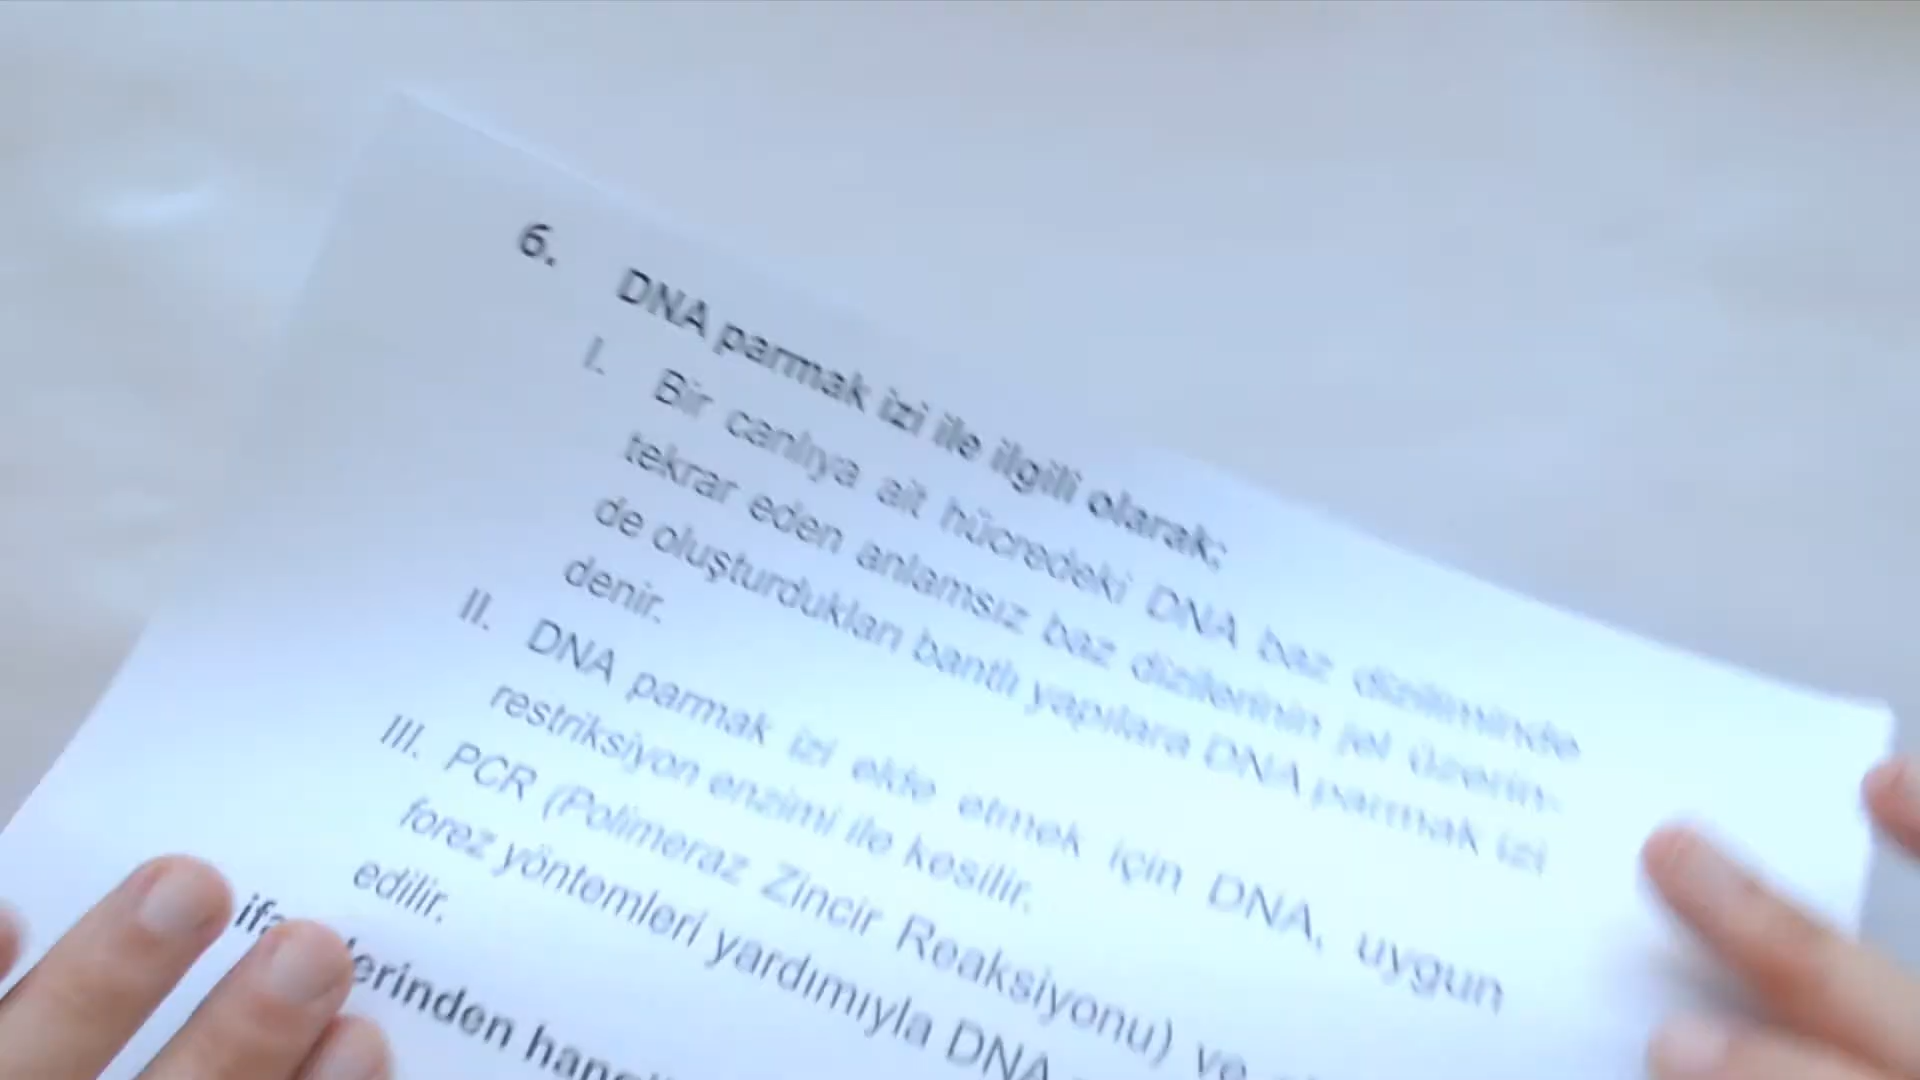 6. DNA parmak izi ile ilgili olarak;
I. Bir canlıya ait hücredeki DNA baz diziliminde
tekrar eden anlamsız baz dizilerinin jel üzerin-
de oluşturdukları bantlı yapılara DNA parmak izi
denir.
II. DNA parmak izi elde etmek için DNA, uygun
restriksiyon enzimi ile kesilir.
III. PCR (Polimeraz Zincir Reaksiyonu) ve
forez yöntemleri yardımıyla DNA
edilir.